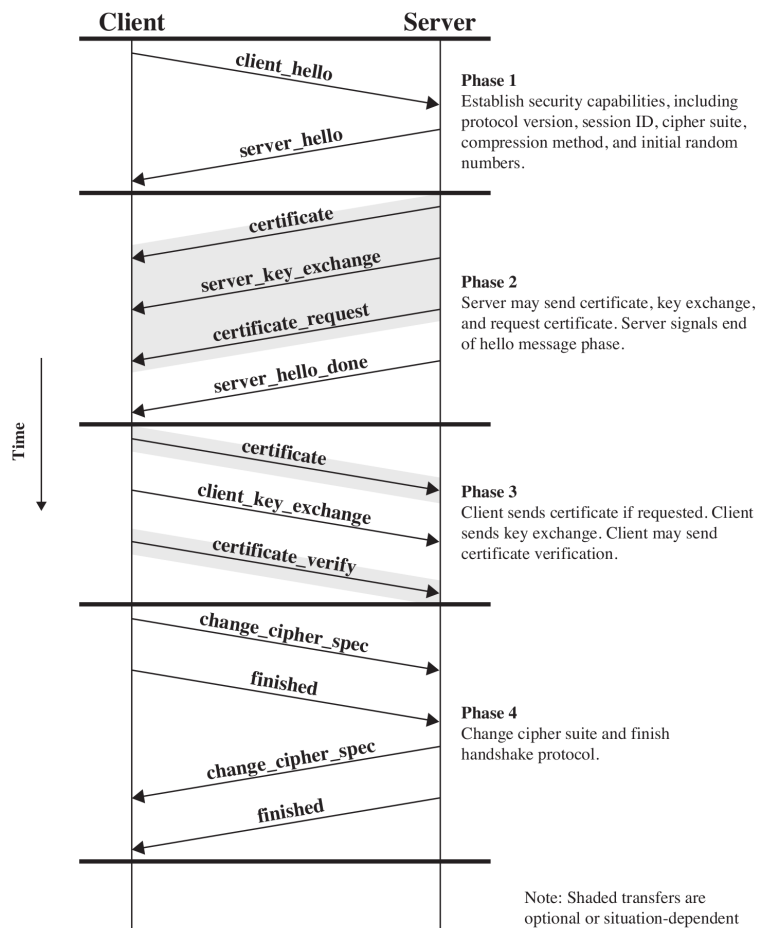 Client
Server
client_hello
Phase 1
Establish security capabilities, including
protocol version, session ID, cipher suite,
compression method, and initial random
numbers.
server_hello
certificate
server_key_exchange
certificate_request
server_hello_done
Phase 2
Server may send certificate, key exchange,
and request certificate. Server signals end
of hello message phase.
Time
certificate
client_key_exchange
certificate_verify
Phase 3
Client sends certificate if requested. Client
sends key exchange. Client may send
certificate verification.
change_cipher_spec
finished
change_cipher_spec
finished
Phase 4
Change cipher suite and finish
handshake protocol.
Note: Shaded transfers are
optional or situation-dependent